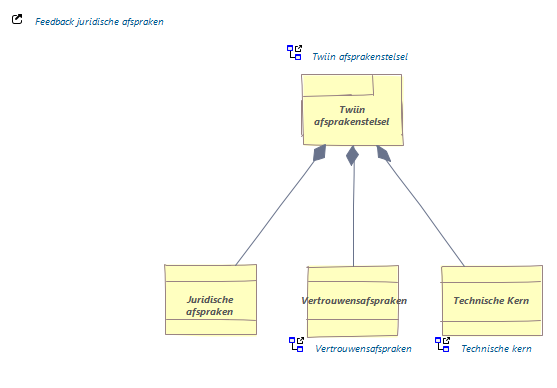 Feedback juridische afspraken
Twiin afsprakenstelsel
Twiin
afsprakenstelsel
Juridische
afspraken
Vertrouwensafspraken
Technische Kern
Vertrouwensafspraken
Technische kern